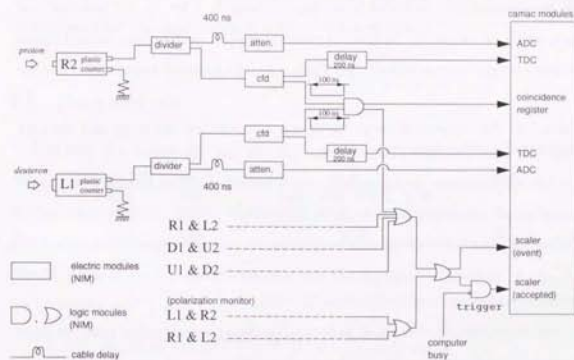 camac modules
400 ns
proton
R2 plastic counter
divider
atten.
ADC
delay
200 ns
TDC
cfd
100 ns
coincidence
register
100 ns
cfd
delay
200 ns
TDC
deuteron
L1 plastic counter
divider
atten.
ADC
400 ns
R1 & L2
D1 & U2
U1 & D2
electric modules
(NIM)
scaler
(event)
logic mocules
(NIM)
(polarization monitor)
L1 & R2
R1 & L2
trigger
scaler
(accepted)
cable delay
computer
busy